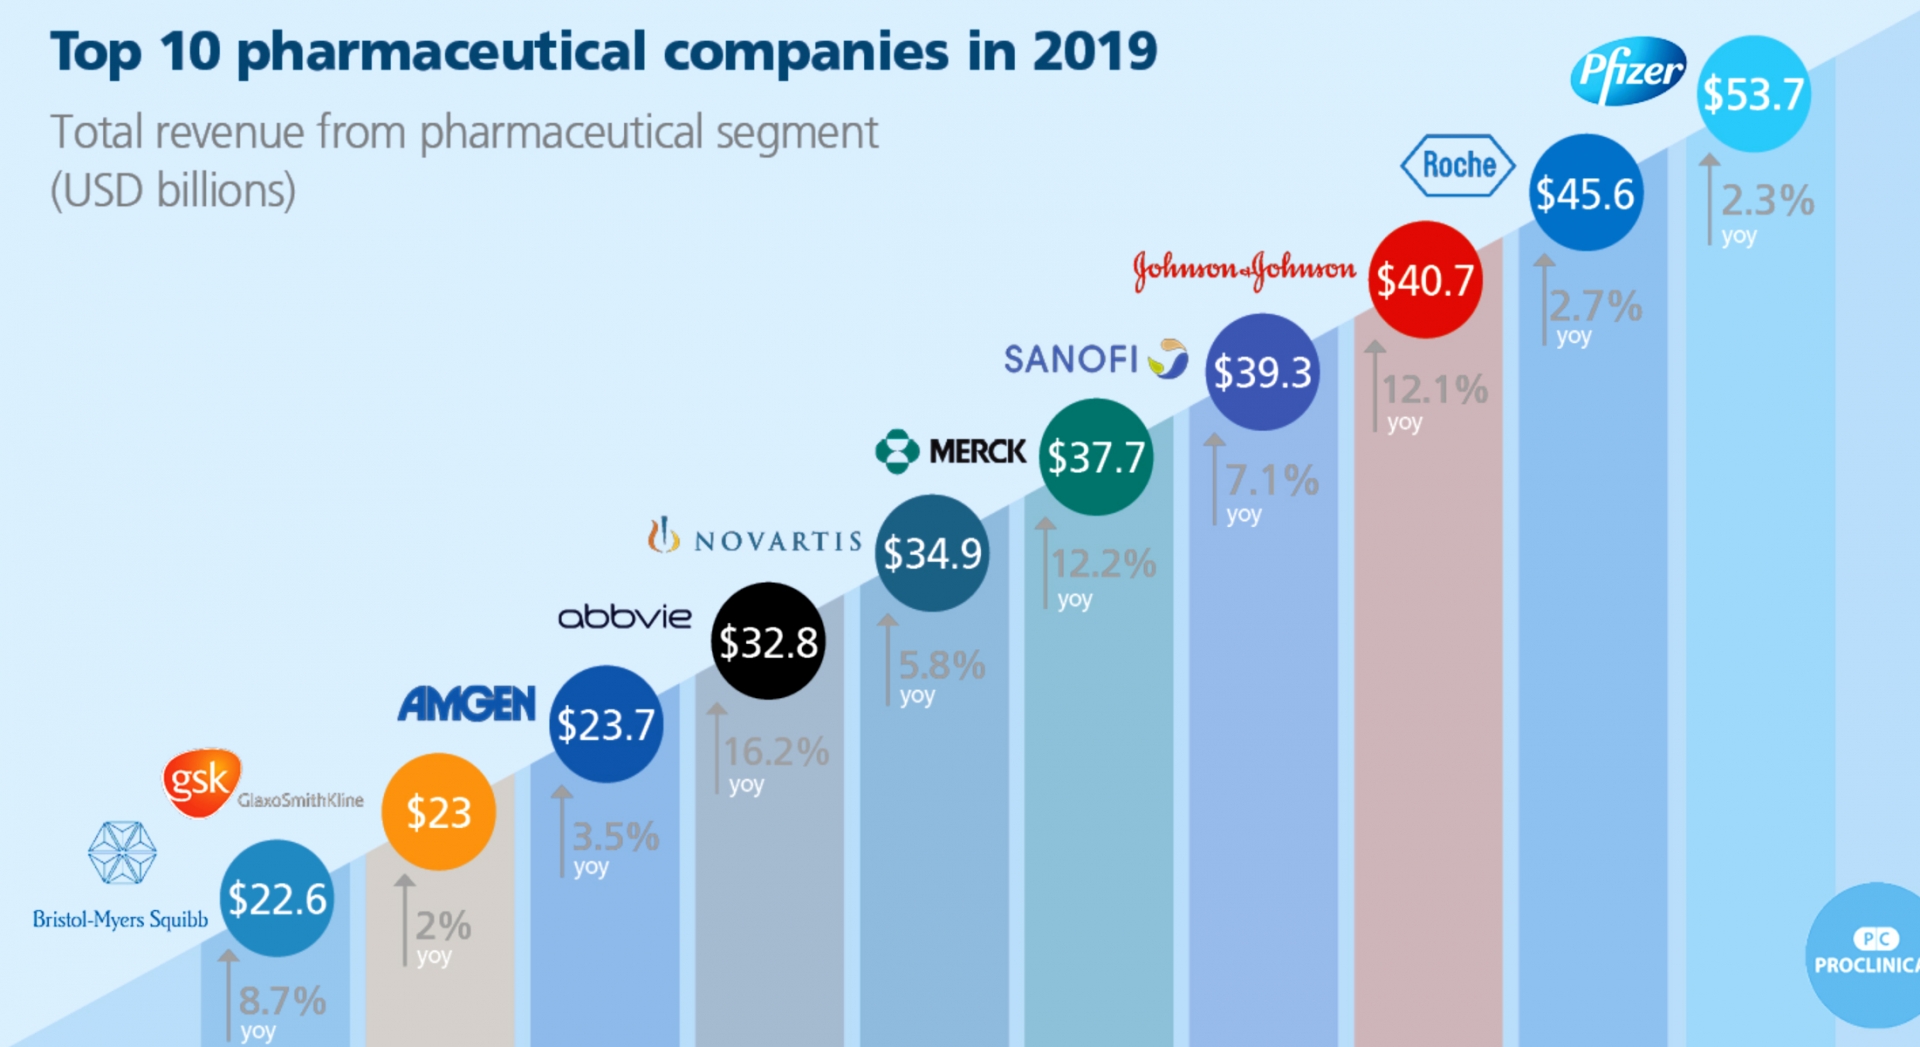 Top 10 pharmaceutical companies in 2019
Total revenue from pharmaceutical segment
(USD billions)
Pfizer
$53.7
2.3%
yoy
Roche
$45.6
2.7%
yoy
Johnson & Johnson
$40.7
12.1%
yoy
SANOFI
$39.3
7.1%
yoy
MERCK
$37.7
12.2%
yoy
NOVARTIS
$34.9
5.8%
yoy
abbvie
$32.8
16.2%
yoy
AMGEN
$23.7
3.5%
yoy
gsk
GlaxoSmithKline
$23
2%
yoy
Bristol-Myers Squibb
$22.6
8.7%
yoy
PC
PROCLINICA